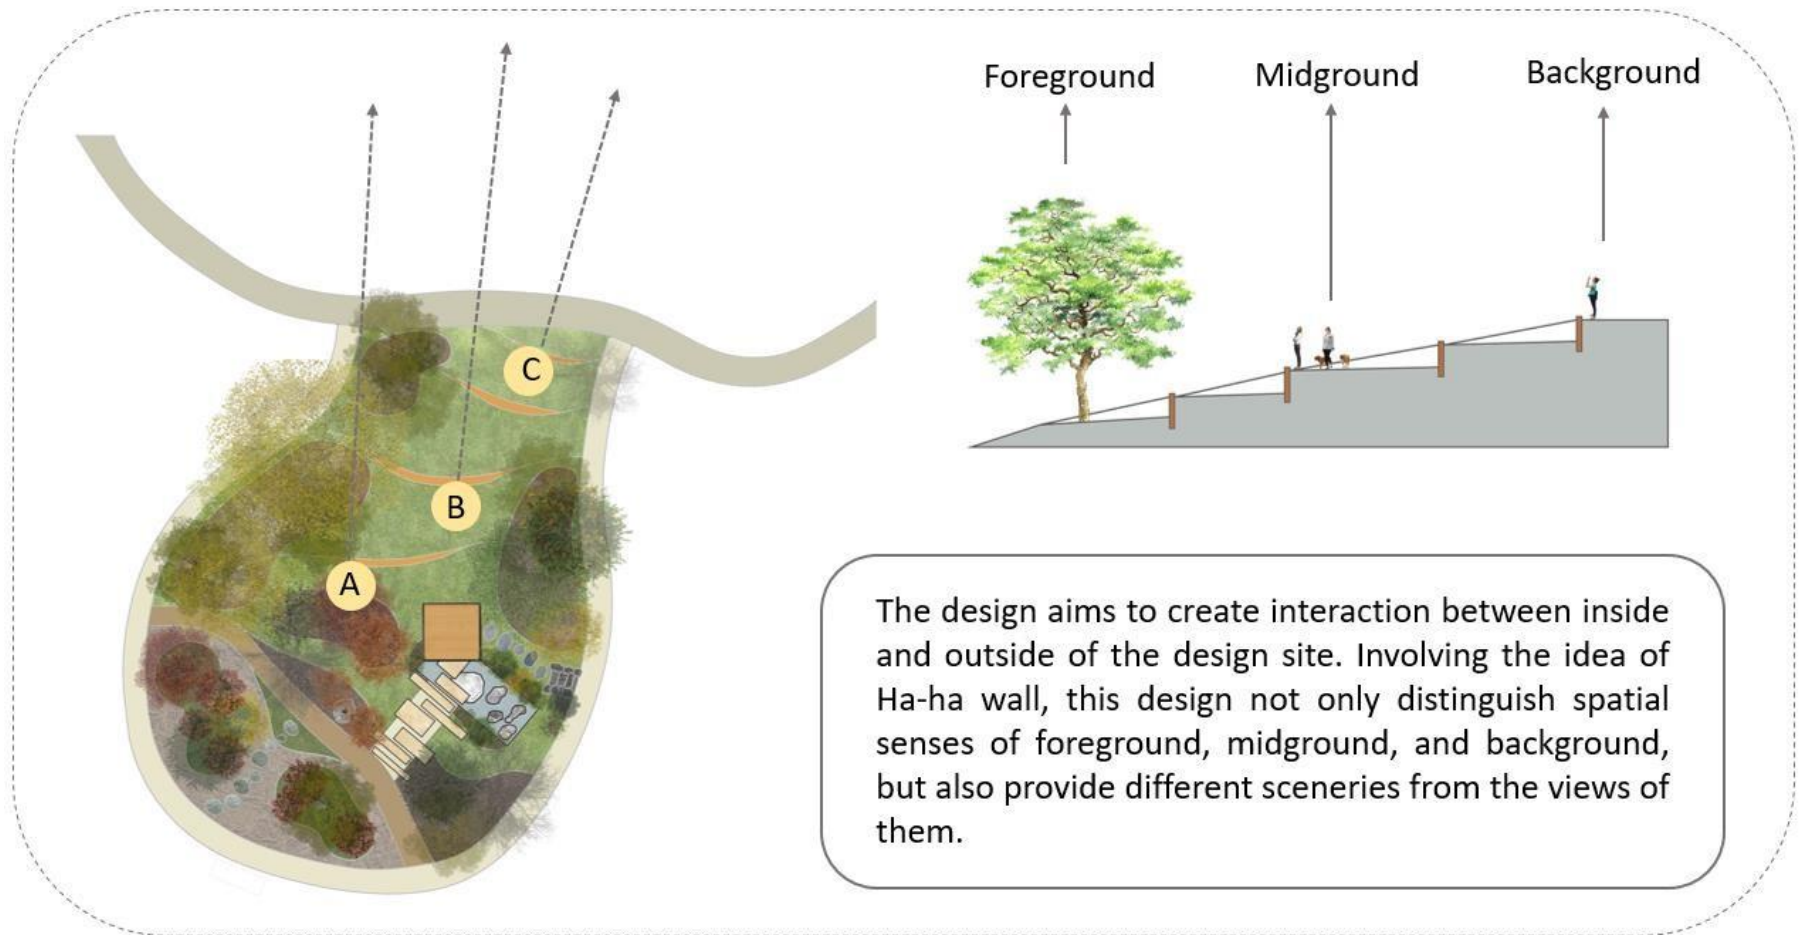 Foreground
Midground
Background
C
B
A
The design aims to create interaction between inside
and outside of the design site. Involving the idea of
Ha-ha wall, this design not only distinguish spatial
senses of foreground, midground, and background,
but also provide different sceneries from the views of
them.